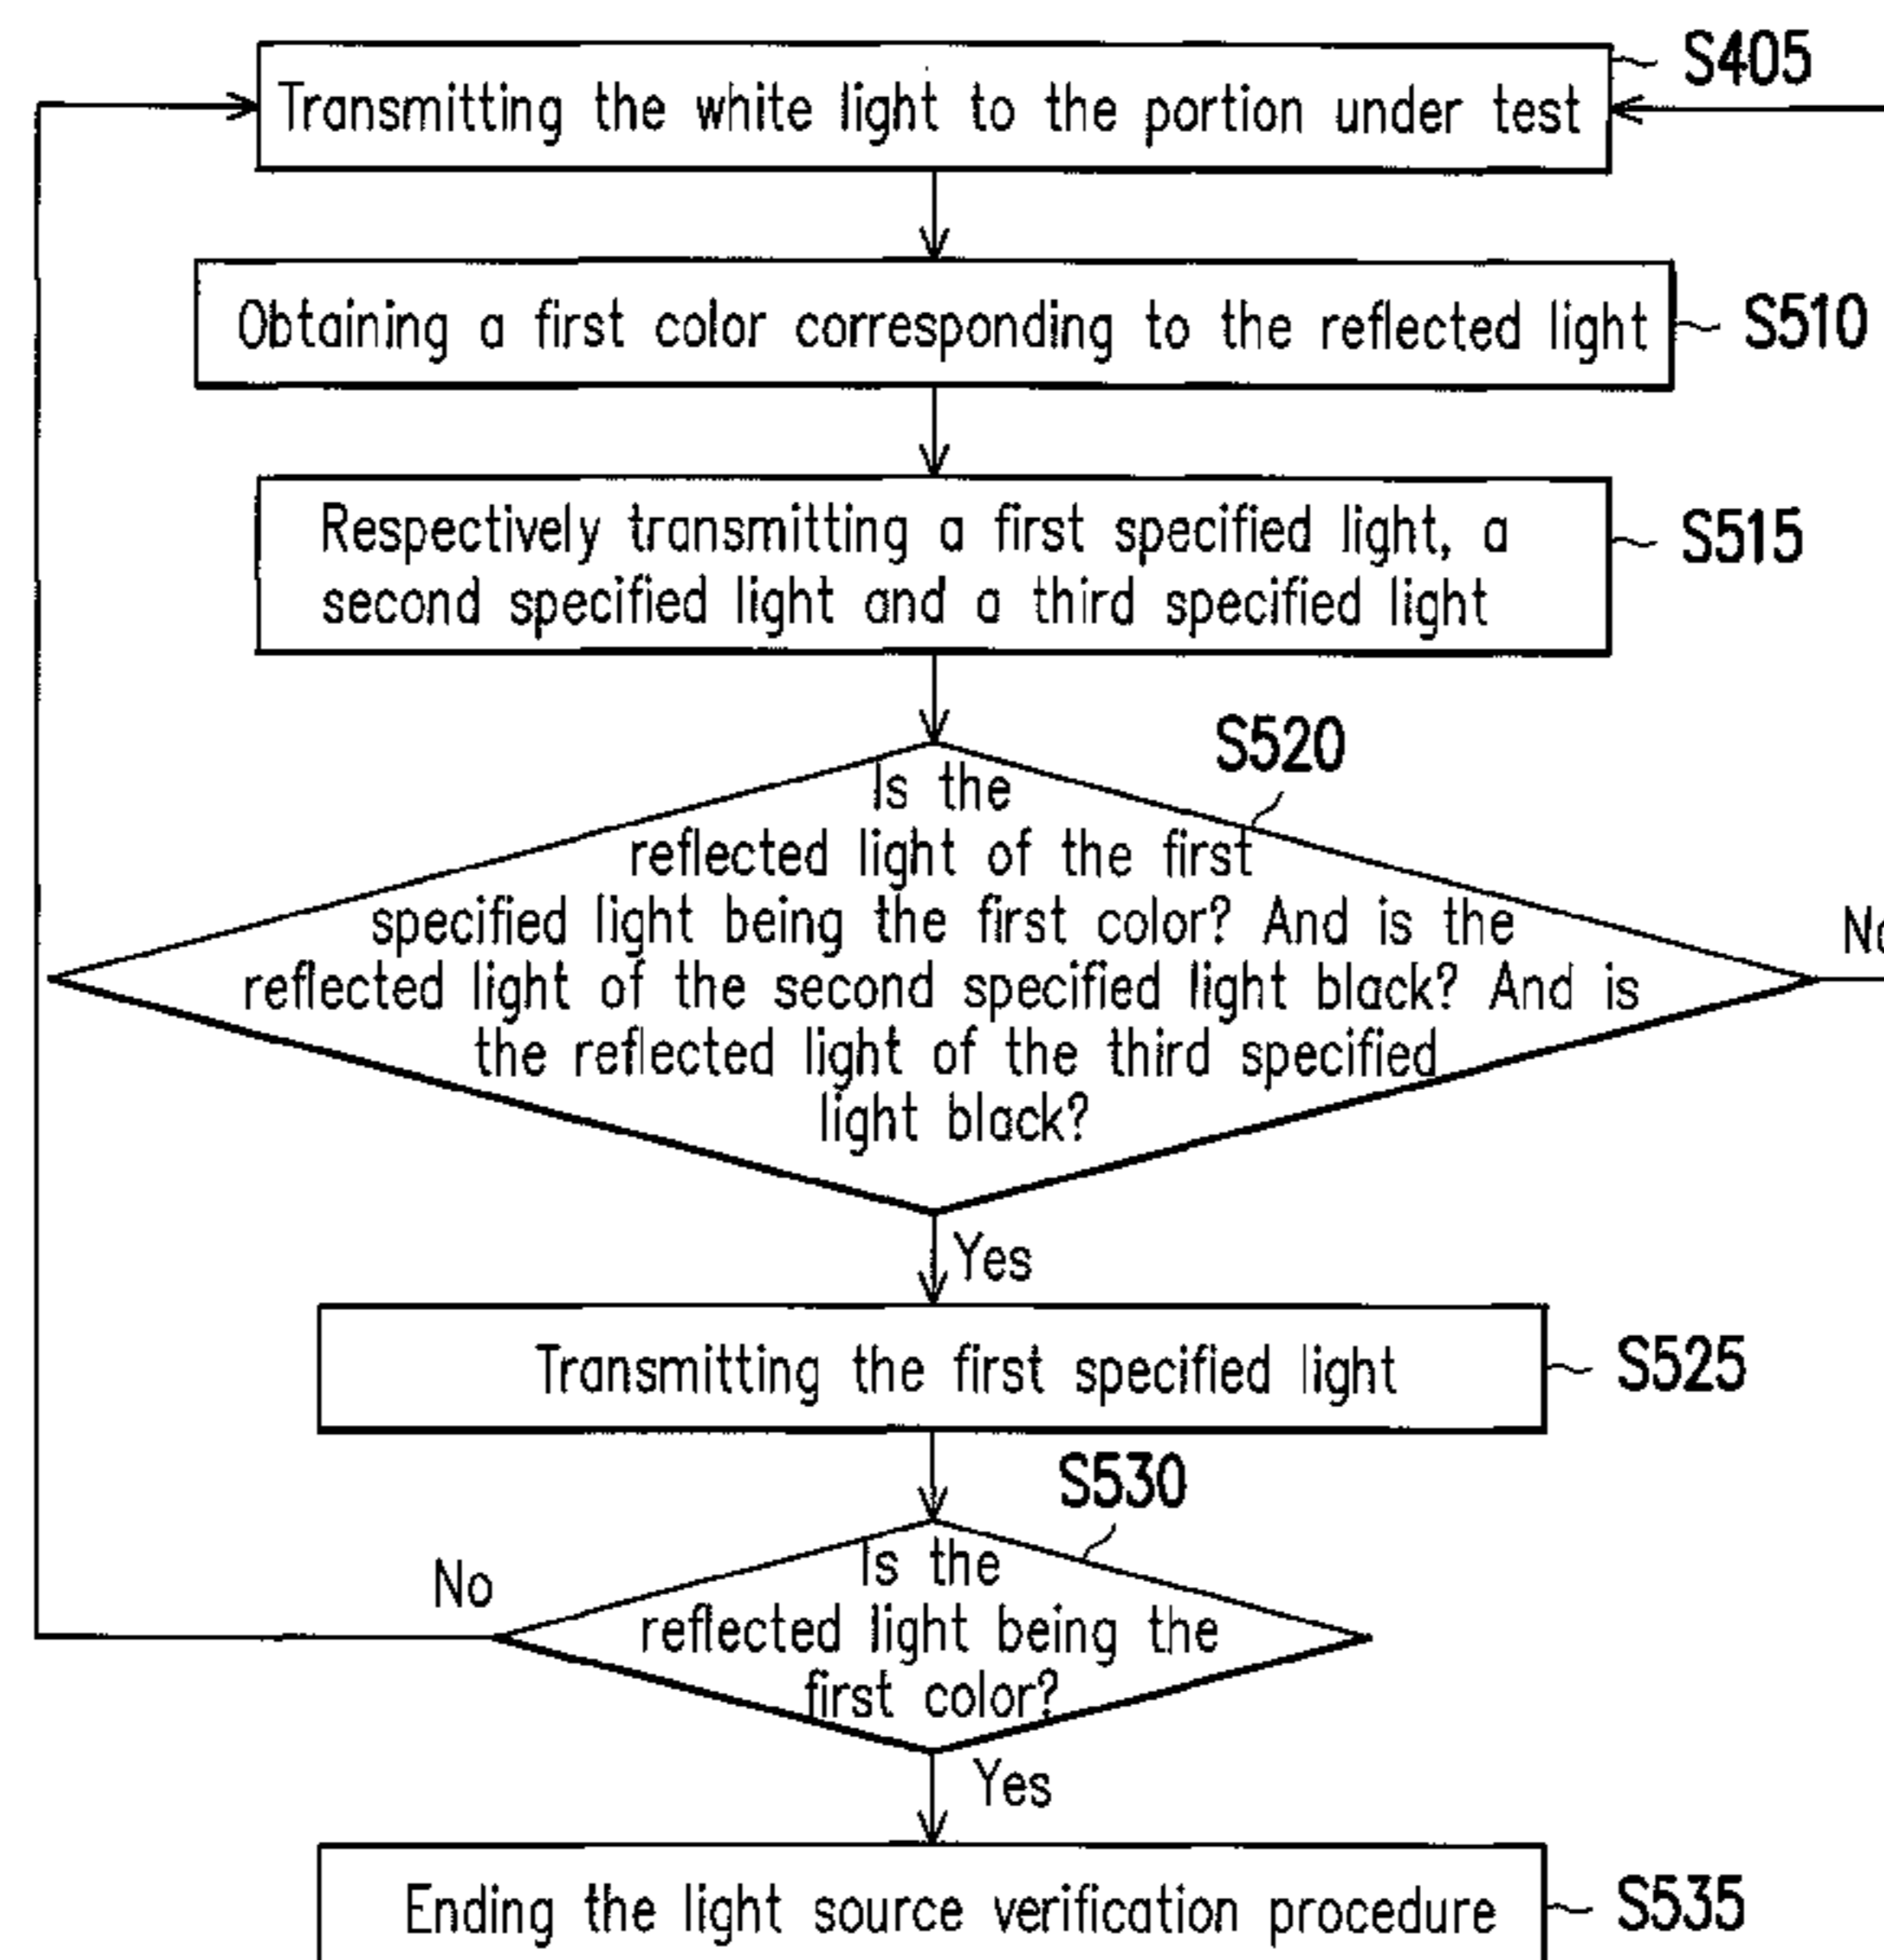 S405
Transmitting the white light to the portion under test
Obtaining a first color corresponding to the reflected light
S510
Respectively transmitting a first specified light, a
second specified light and a third specified light
S515
S520
Is the
reflected light of the first
specified light being the first color? And is the
reflected light of the second specified light black? And is
the reflected light of the third specified
light black?
No
Yes
Transmitting the first specified light
S525
S530
Is the
reflected light being the
first color?
No
Yes
Ending the light source verification procedure
S535